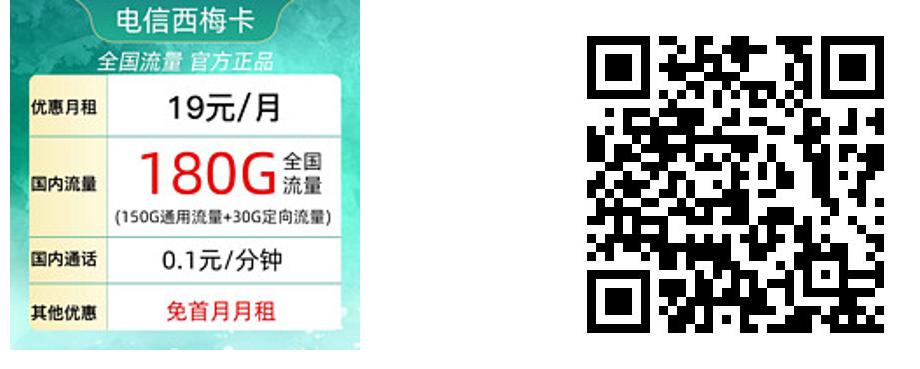 电信西梅卡
全国流量 官方正品
优惠月租
19元/月
国内流量
180G
全国
流量
(150G通用流量+30G定向流量)
国内通话
0.1元/分钟
其他优惠
免首月月租